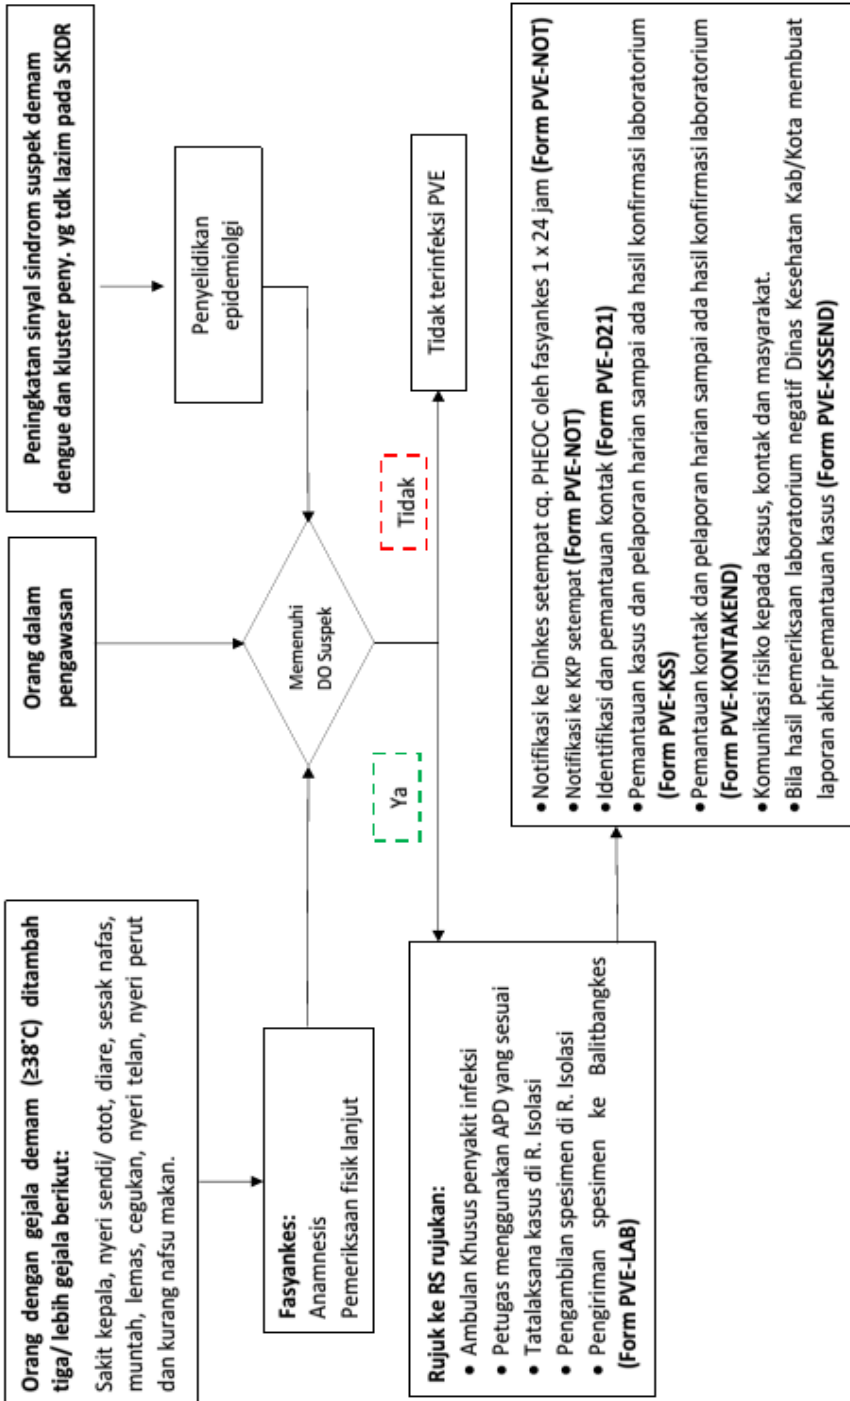 Orang dengan gejala demam (≥38°C) ditambah
tiga/ lebih gejala berikut:
Sakit kepala, nyeri sendi/ otot, diare, sesak nafas,
muntah, lemas, cegukan, nyeri telan, nyeri perut
dan kurang nafsu makan.
Orang dalam
pengawasan
Peningkatan sinyal sindrom suspek demam
dengue dan kluster peny. yg tdk lazim pada SKDR
Fasyankes:
Anamnesis
Pemeriksaan fisik lanjut
Penyelidikan
epidemiolgi
Memenuhi
DO Suspek
Ya
Tidak
Tidak terinfeksi PVE
Rujuk ke RS rujukan:
• Ambulan Khusus penyakit infeksi
• Petugas menggunakan APD yang sesuai
• Tatalaksana kasus di R. Isolasi
• Pengambilan spesimen di R. Isolasi
• Pengiriman spesimen ke Balitbangkes
(Form PVE-LAB)
• Notifikasi ke Dinkes setempat cq. PHEOC oleh fasyankes 1 x 24 jam (Form PVE-NOT)
• Notifikasi ke KKP setempat (Form PVE-NOT)
• Identifikasi dan pemantauan kontak (Form PVE-D21)
• Pemantauan kasus dan pelaporan harian sampai ada hasil konfirmasi laboratorium
(Form PVE-KSS)
• Pemantauan kontak dan pelaporan harian sampai ada hasil konfirmasi laboratorium
(Form PVE-KONTAKEND)
• Komunikasi risiko kepada kasus, kontak dan masyarakat.
• Bila hasil pemeriksaan laboratorium negatif Dinas Kesehatan Kab/Kota membuat
laporan akhir pemantauan kasus (Form PVE-KSSEND)